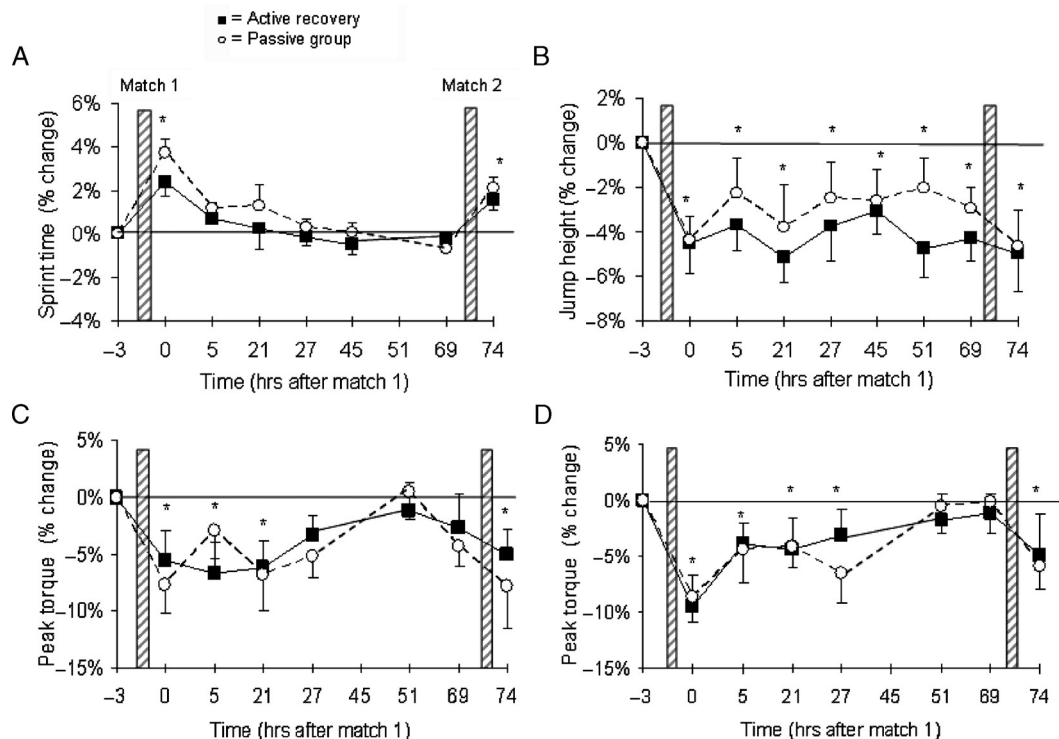 ■ = Active recovery
○ = Passive group
A
Match 1
Match 2
6%
4%
2%
0%
−2%
−4%
Sprint time (% change)
*
*
−3 0 5 21 27 45 51 69 74
Time (hrs after match 1)
B
2%
0%
−2%
−4%
−6%
−8%
Jump height (% change)
* * * * * * * *
−3 0 5 21 27 45 51 69 74
Time (hrs after match 1)
C
5%
0%
−5%
−10%
−15%
Peak torque (% change)
* * * *
−3 0 5 21 27 51 69 74
Time (hrs after match 1)
D
5%
0%
−5%
−10%
−15%
Peak torque (% change)
* * * * *
−3 0 5 21 27 51 69 74
Time (hrs after match 1)